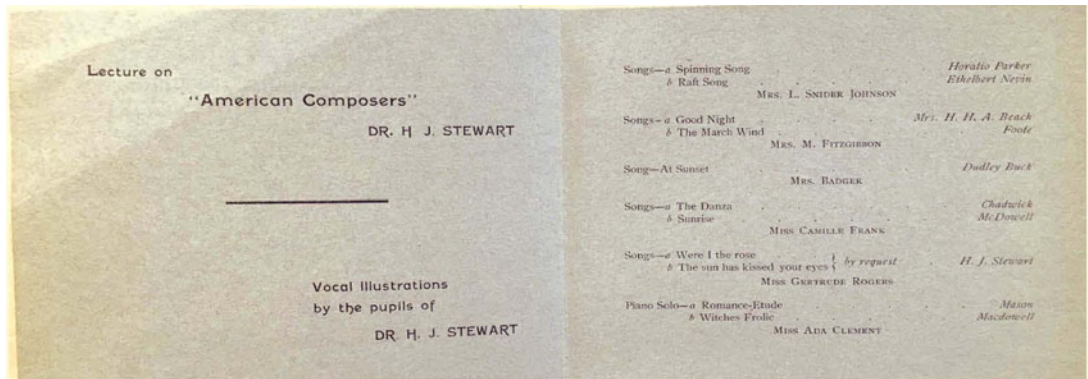 Lecture on
"American Composers"
DR. H J. STEWART
Vocal Illustrations
by the pupils of
DR. H. J. STEWART
Songs—a Spinning Song . . . . . Horatio Parker
b Raft Song . . . . . Ethelbert Nevin
MRS. L. SNIDER JOHNSON
Songs—a Good Night . . . . . Mrs. H. H. A. Beach
b The March Wind . . . . . Foote
MRS. M. FITZGIBBON
Song—At Sunset . . . . . Dudley Buck
MRS. BADGER
Songs—a The Danza . . . . . Chadwick
b Sunrise . . . . . McDowell
MISS CAMILLE FRANK
Songs—a Were I the rose
b The sun has kissed your eyes } by request . H. J. Stewart
MISS GERTRUDE ROGERS
Piano Solo—a Romance-Etude . . . . . Mason
b Witches Frolic . . . . . Macdowell
MISS ADA CLEMENT